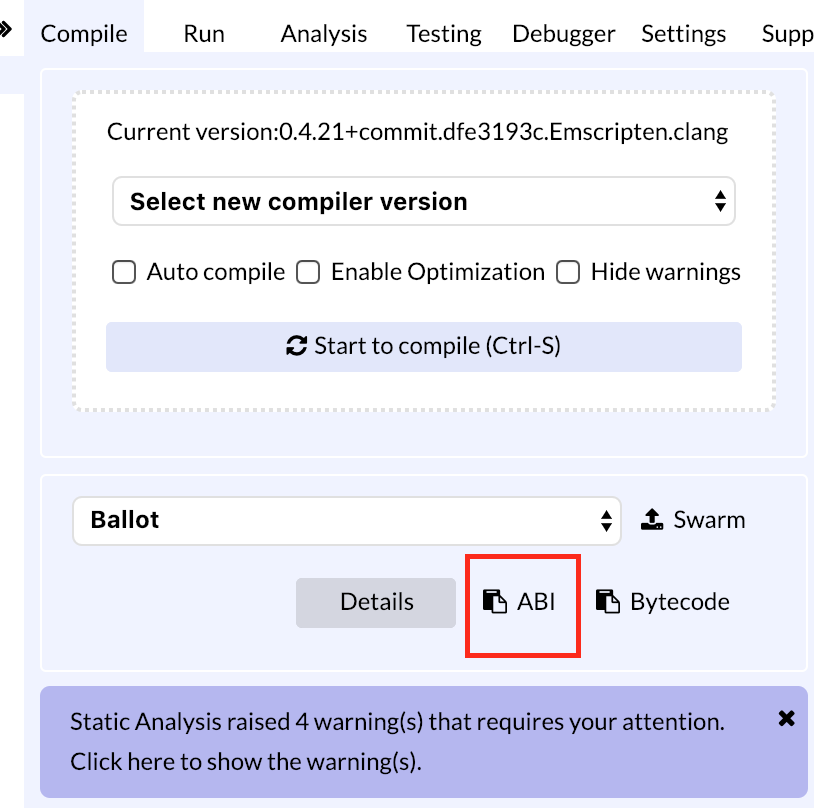 Compile Run Analysis Testing Debugger Settings Supp
Current version:0.4.21+commit.dfe3193c.Emscripten.clang
Select new compiler version
Auto compile Enable Optimization Hide warnings
Start to compile (Ctrl-S)
Ballot Swarm
Details ABI Bytecode
Static Analysis raised 4 warning(s) that requires your attention.
Click here to show the warning(s).